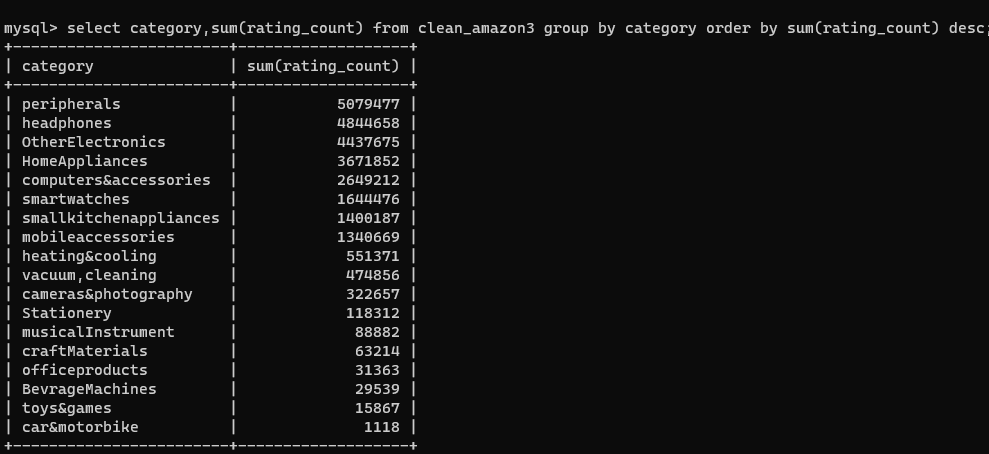 mysql> select category,sum(rating_count) from clean_amazon3 group by category order by sum(rating_count) desc;
+------------------------+-------------------+
| category               | sum(rating_count) |
+------------------------+-------------------+
| peripherals            |           5079477 |
| headphones             |           4844658 |
| OtherElectronics       |           4437675 |
| HomeAppliances         |           3671852 |
| computers&accessories  |           2649212 |
| smartwatches           |           1644476 |
| smallkitchenappliances |           1400187 |
| mobileaccessories      |           1340669 |
| heating&cooling        |            551371 |
| vacuum,cleaning        |            474856 |
| cameras&photography    |            322657 |
| Stationery             |            118312 |
| musicalInstrument      |             88882 |
| craftMaterials         |             63214 |
| officeproducts         |             31363 |
| BevrageMachines        |             29539 |
| toys&games             |             15867 |
| car&motorbike          |              1118 |
+------------------------+-------------------+